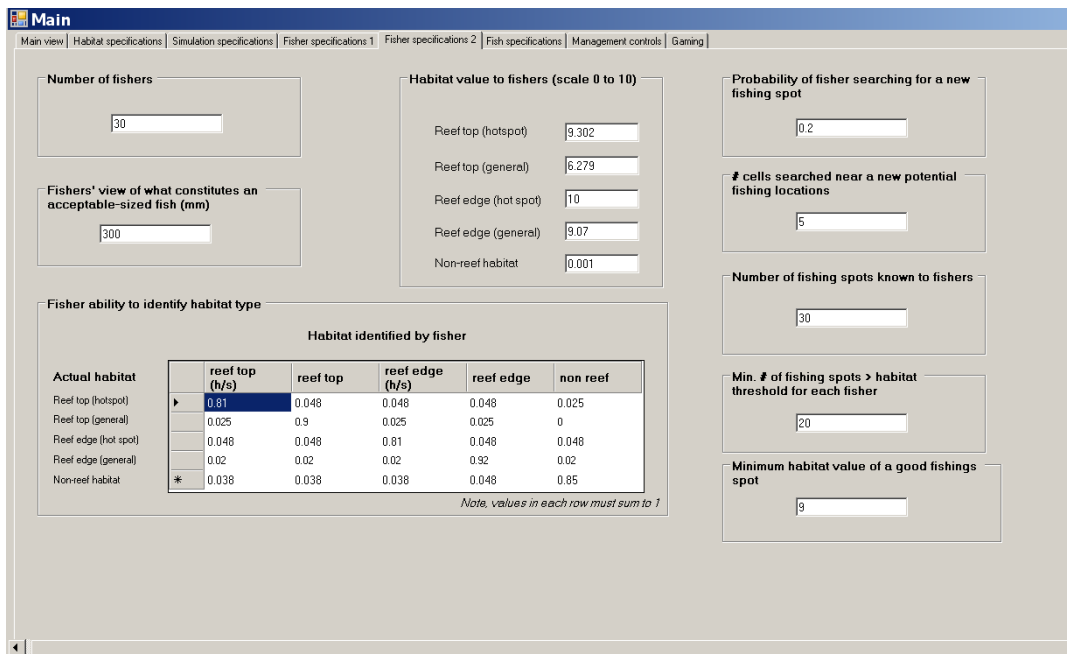 Main
Main view Habitat specifications Simulation specifications Fisher specifications 1 Fisher specifications 2 Fish specifications Management controls Gaming
Number of fishers
30
Fishers' view of what constitutes an
acceptable-sized fish (mm)
300
Habitat value to fishers (scale 0 to 10)
Reef top (hotspot) 9.302
Reef top (general) 6.279
Reef edge (hot spot) 10
Reef edge (general) 9.07
Non-reef habitat 0.001
Probability of fisher searching for a new
fishing spot
0.2
# cells searched near a new potential
fishing locations
5
Number of fishing spots known to fishers
30
Min. # of fishing spots > habitat
threshold for each fisher
20
Minimum habitat value of a good fishings
spot
9
Fisher ability to identify habitat type
Habitat identified by fisher
Actual habitat
reef top
(h/s)
reef top
reef edge
(h/s)
reef edge
non reef
Reef top (hotspot) 0.81 0.048 0.048 0.048 0.025
Reef top (general) 0.025 0.9 0.025 0.025 0
Reef edge (hot spot) 0.048 0.048 0.81 0.048 0.048
Reef edge (general) 0.02 0.02 0.02 0.92 0.02
Non-reef habitat 0.038 0.038 0.038 0.048 0.85
Note, values in each row must sum to 1